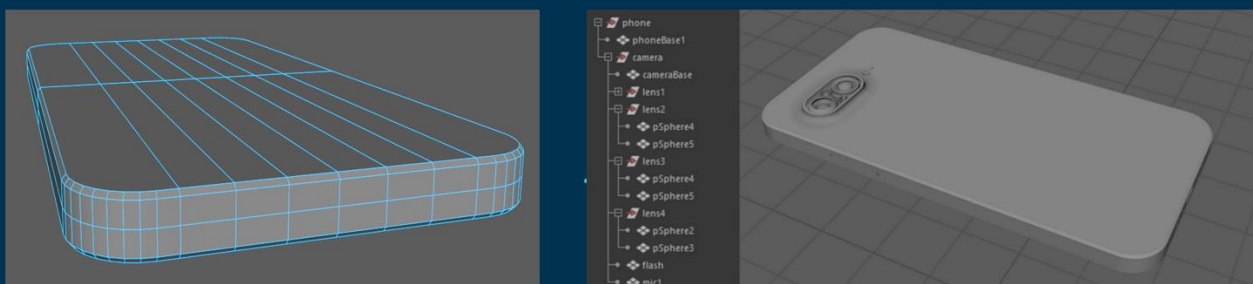 phone
phoneBase1
camera
cameraBase
lens1
lens2
pSphere4
pSphere5
lens3
pSphere4
pSphere5
lens4
pSphere2
pSphere3
flash
mic1